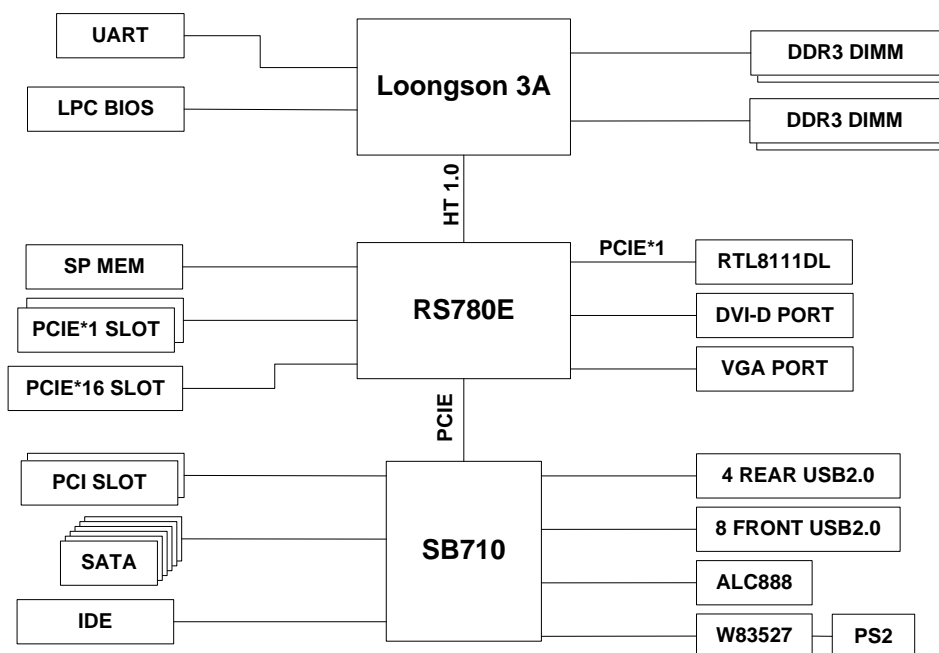 UART
Loongson 3A
DDR3 DIMM
LPC BIOS
DDR3 DIMM
HT 1.0
SP MEM
PCIE*1
RTL8111DL
RS780E
PCIE*1 SLOT
DVI-D PORT
PCIE*16 SLOT
VGA PORT
PCIE
PCI SLOT
4 REAR USB2.0
SB710
8 FRONT USB2.0
SATA
ALC888
IDE
W83527
PS2